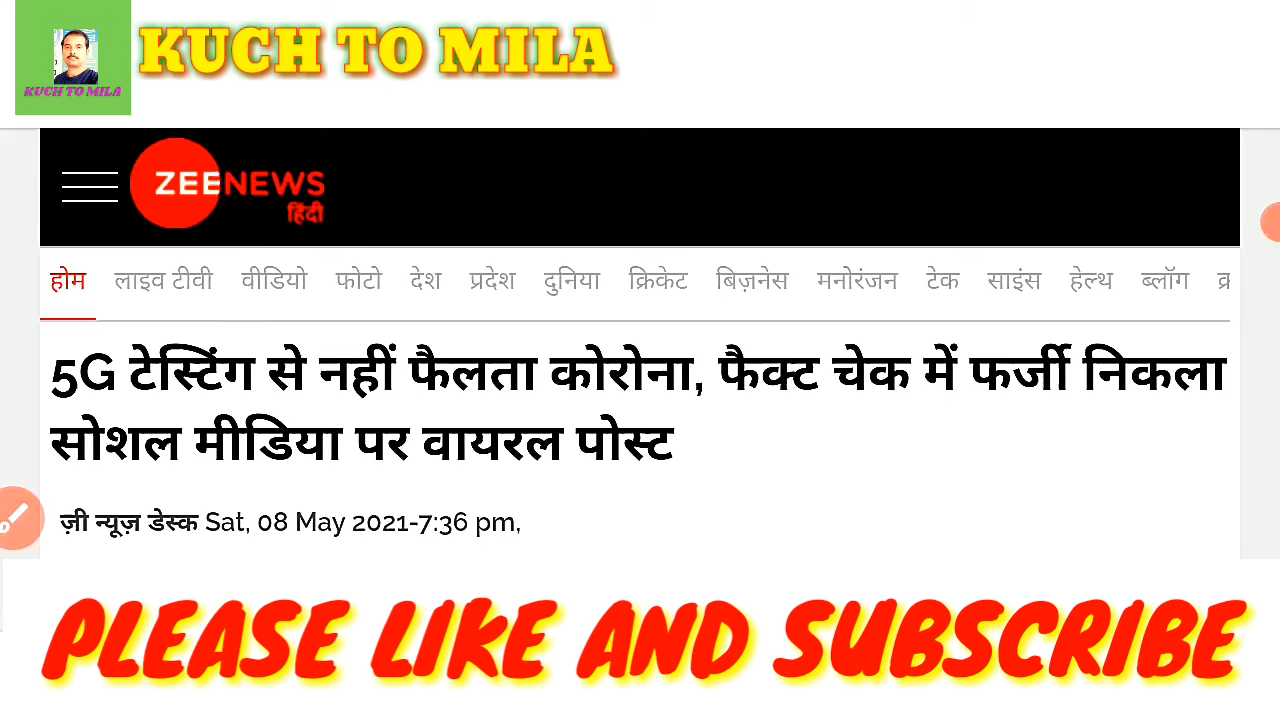 KUCH TO MILA
KUCH TO MILA
ZEENEWS
हिंदी
होम लाइव टीवी वीडियो फोटो देश प्रदेश दुनिया क्रिकेट बिज़नेस मनोरंजन टेक साइंस हेल्थ ब्लॉग
5G टेस्टिंग से नहीं फैलता कोरोना, फैक्ट चेक में फर्जी निकला
सोशल मीडिया पर वायरल पोस्ट
ज़ी न्यूज़ डेस्क Sat, 08 May 2021-7:36 pm,
PLEASE LIKE AND SUBSCRIBE